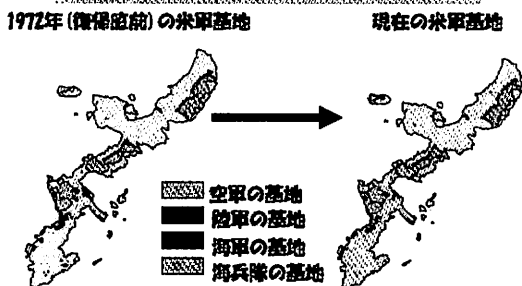 1972年(復帰直前)の米軍基地
現在の米軍基地
空軍の基地
陸軍の基地
海軍の基地
海兵隊の基地